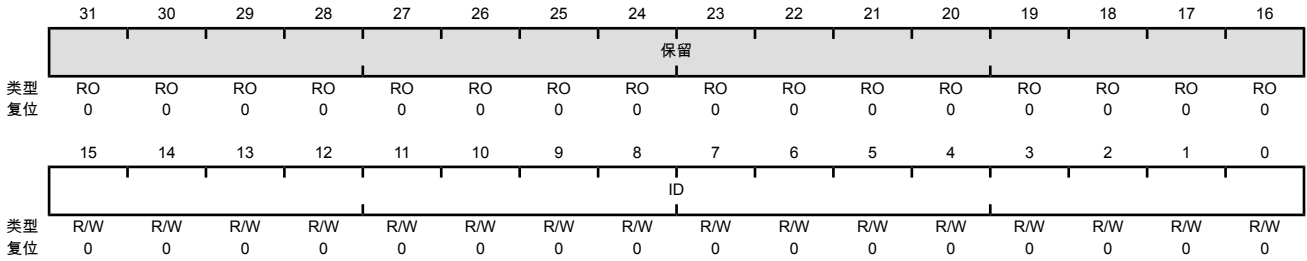 31 30 29 28 27 26 25 24 23 22 21 20 19 18 17 16
保留
类型 RO RO RO RO RO RO RO RO RO RO RO RO RO RO RO RO
复位 0 0 0 0 0 0 0 0 0 0 0 0 0 0 0 0
15 14 13 12 11 10 9 8 7 6 5 4 3 2 1 0
ID
类型 R/W R/W R/W R/W R/W R/W R/W R/W R/W R/W R/W R/W R/W R/W R/W R/W
复位 0 0 0 0 0 0 0 0 0 0 0 0 0 0 0 0